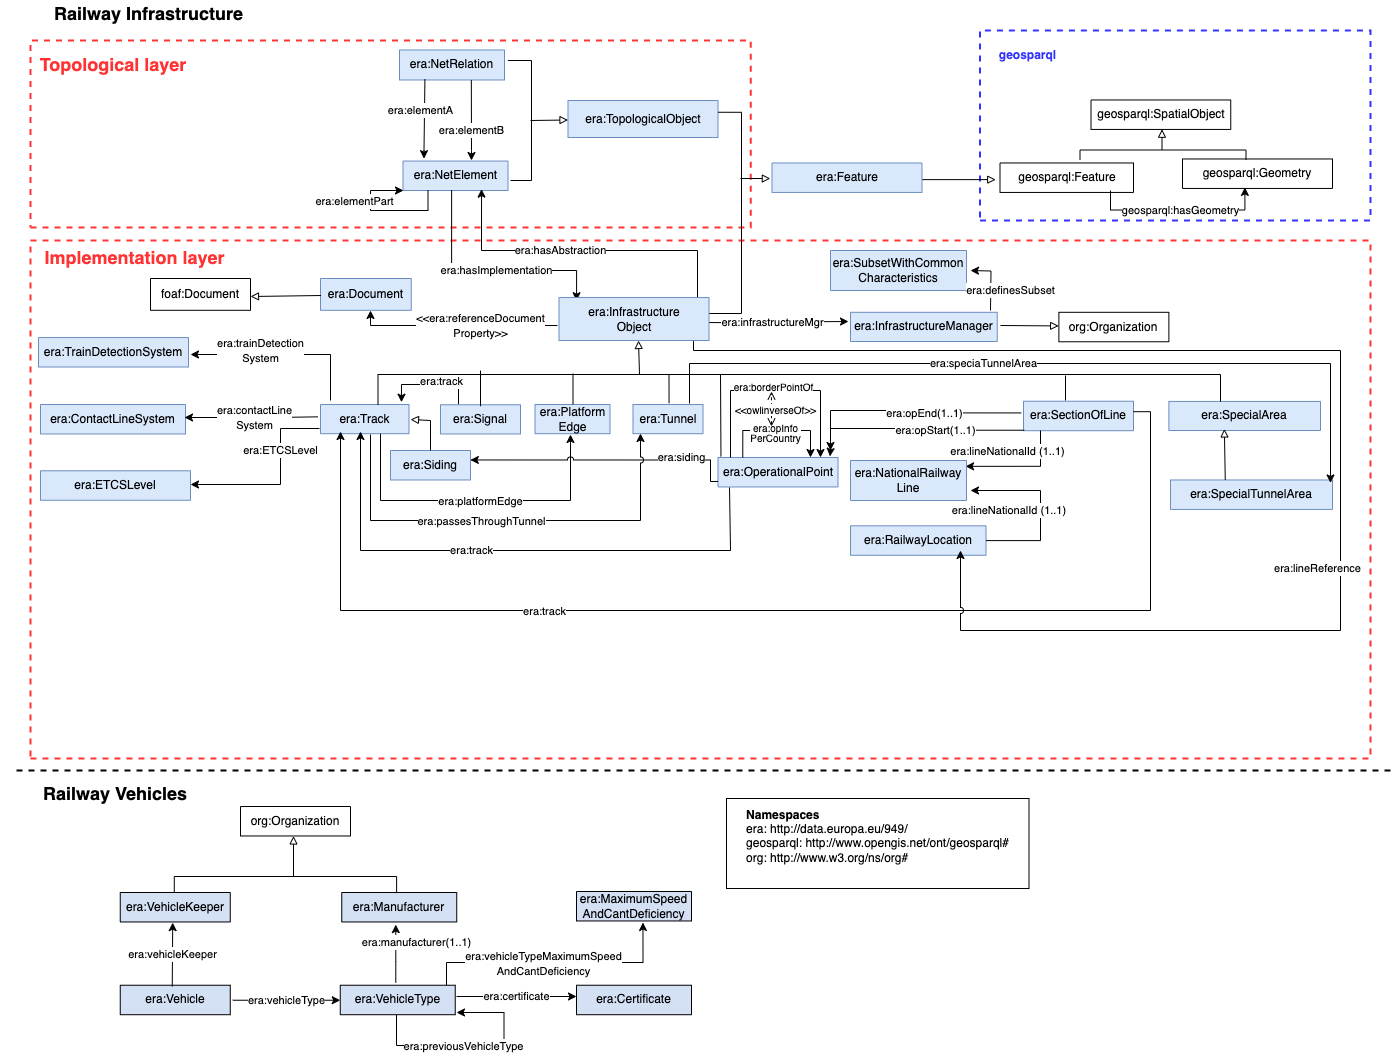 Railway Infrastructure
Topological layer
geosparql
era:NetRelation
era:elementA
era:elementB
era:TopologicalObject
geosparql:SpatialObject
era:NetElement
era:elementPart
era:Feature
geosparql:Feature
geosparql:Geometry
geosparql:hasGeometry
era:hasAbstraction
Implementation layer
era:hasImplementation
era:SubsetWithCommon
Characteristics
era:definesSubset
foaf:Document
era:Document
<<era:referenceDocument
Property>>
era:Infrastructure
Object
era:infrastructureMgr
era:InfrastructureManager
org:Organization
era:TrainDetectionSystem
era:trainDetection
System
era:speciaTunnelArea
era:track
era:borderPointOf
<<owlinverseOf>>
era:opInfo
PerCountry
era:ContactLineSystem
era:contactLine
System
era:Track
era:Signal
era:Platform
Edge
era:Tunnel
era:opEnd(1..1)
era:opStart(1..1)
era:SectionOfLine
era:SpecialArea
era:ETCSLevel
era:lineNationalId (1..1)
era:Siding
era:siding
era:OperationalPoint
era:NationalRailway
Line
era:ETCSLevel
era:SpecialTunnelArea
era:platformEdge
era:lineNationalId (1..1)
era:passesThroughTunnel
era:RailwayLocation
era:track
era:lineReference
era:track
Railway Vehicles
org:Organization
Namespaces
era: http://data.europa.eu/949/
geosparql: http://www.opengis.net/ont/geosparql#
org: http://www.w3.org/ns/org#
era:VehicleKeeper
era:Manufacturer
era:MaximumSpeed
AndCantDeficiency
era:vehicleKeeper
era:manufacturer(1..1)
era:vehicleTypeMaximumSpeed
AndCantDeficiency
era:Vehicle
era:vehicleType
era:VehicleType
era:certificate
era:Certificate
era:previousVehicleType